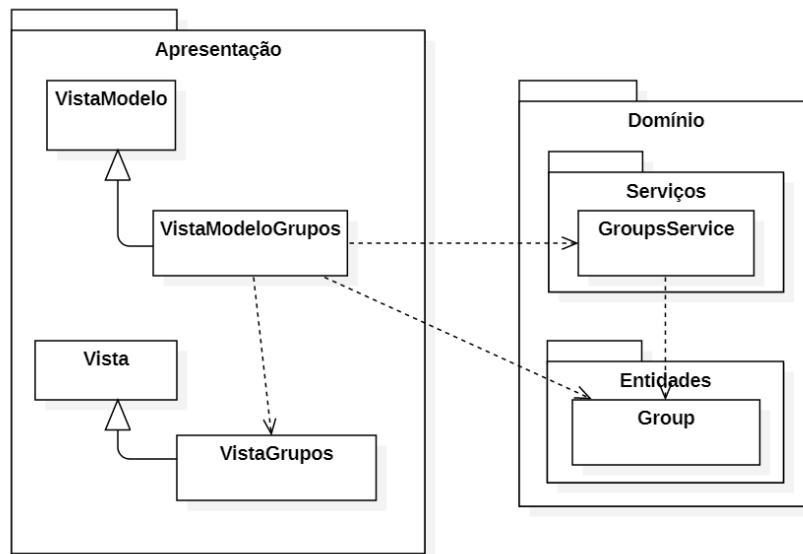 Apresentação
VistaModelo
VistaModeloGrupos
Vista
VistaGrupos
Domínio
Serviços
GroupsService
Entidades
Group